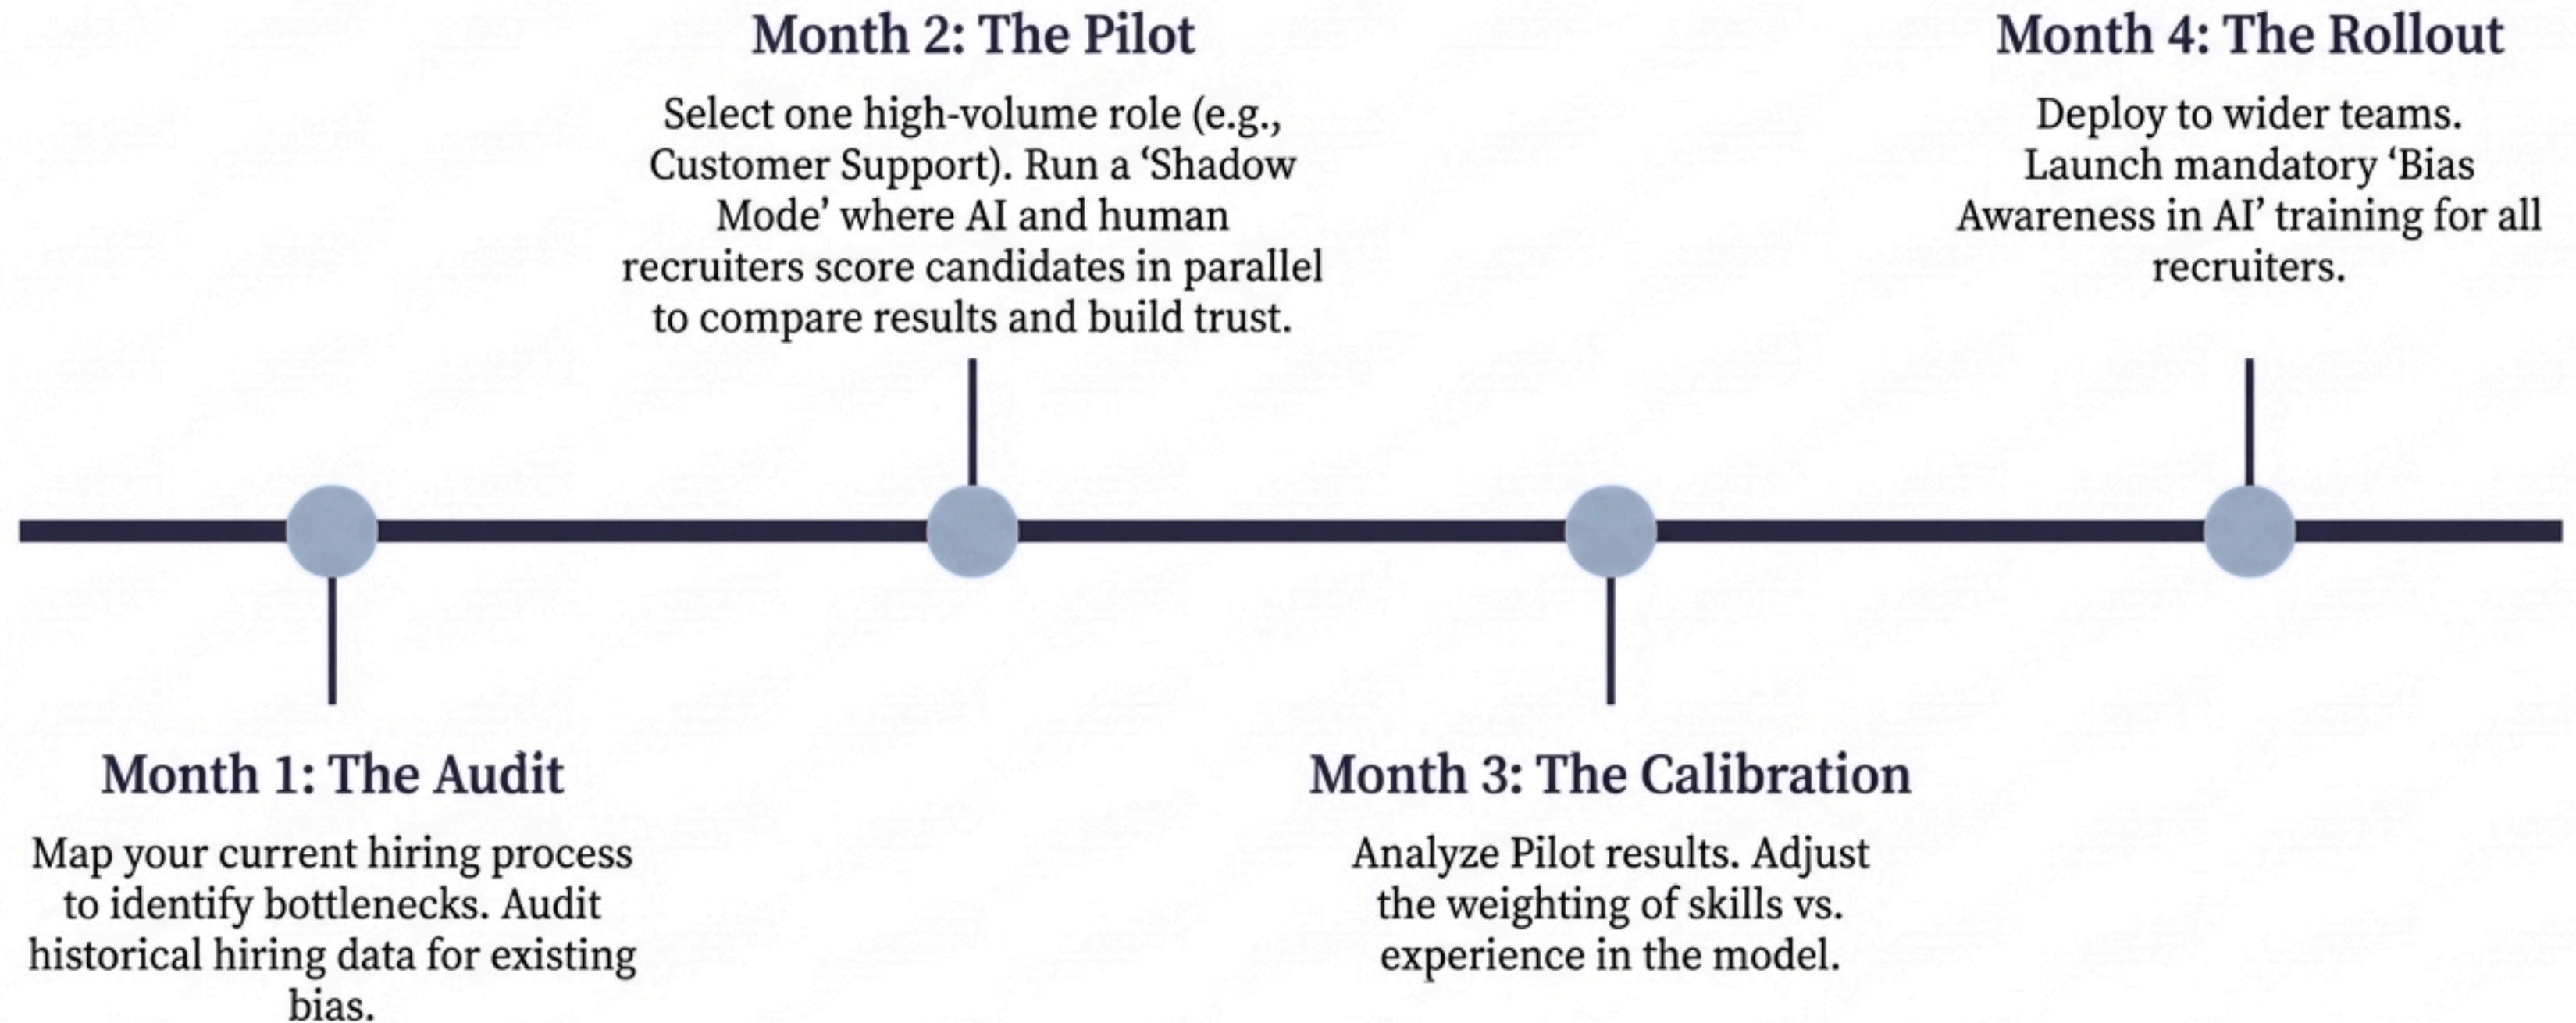 Month 1: The Audit
Map your current hiring process
to identify bottlenecks. Audit
historical hiring data for existing
bias.
Month 2: The Pilot
Select one high-volume role (e.g.,
Customer Support). Run a ‘Shadow
Mode’ where AI and human
recruiters score candidates in parallel
to compare results and build trust.
Month 3: The Calibration
Analyze Pilot results. Adjust
the weighting of skills vs.
experience in the model.
Month 4: The Rollout
Deploy to wider teams.
Launch mandatory ‘Bias
Awareness in AI’ training for all
recruiters.